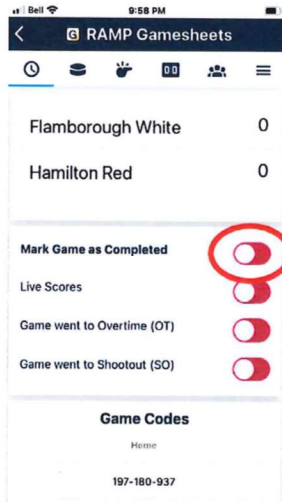 Bell 9:58 PM
G RAMP Gamesheets
00
Flamborough White 0
Hamilton Red 0
Mark Game as Completed
Live Scores
Game went to Overtime (OT)
Game went to Shootout (SO)
Game Codes
Home
197-180-937